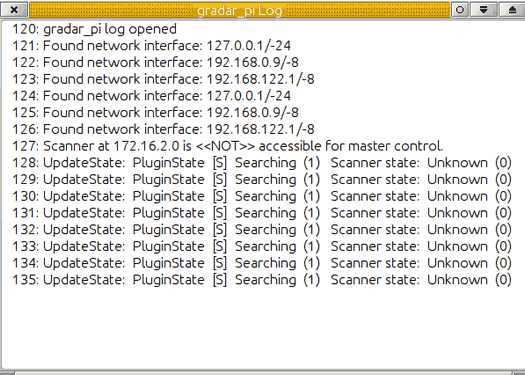 gradar_pi Log
120: gradar_pi log opened
121: Found network interface: 127.0.0.1/-24
122: Found network interface: 192.168.0.9/-8
123: Found network interface: 192.168.122.1/-8
124: Found network interface: 127.0.0.1/-24
125: Found network interface: 192.168.0.9/-8
126: Found network interface: 192.168.122.1/-8
127: Scanner at 172.16.2.0 is <<NOT>> accessible for master control.
128: UpdateState: PluginState [S] Searching (1) Scanner state: Unknown (0)
129: UpdateState: PluginState [S] Searching (1) Scanner state: Unknown (0)
130: UpdateState: PluginState [S] Searching (1) Scanner state: Unknown (0)
131: UpdateState: PluginState [S] Searching (1) Scanner state: Unknown (0)
132: UpdateState: PluginState [S] Searching (1) Scanner state: Unknown (0)
133: UpdateState: PluginState [S] Searching (1) Scanner state: Unknown (0)
134: UpdateState: PluginState [S] Searching (1) Scanner state: Unknown (0)
135: UpdateState: PluginState [S] Searching (1) Scanner state: Unknown (0)